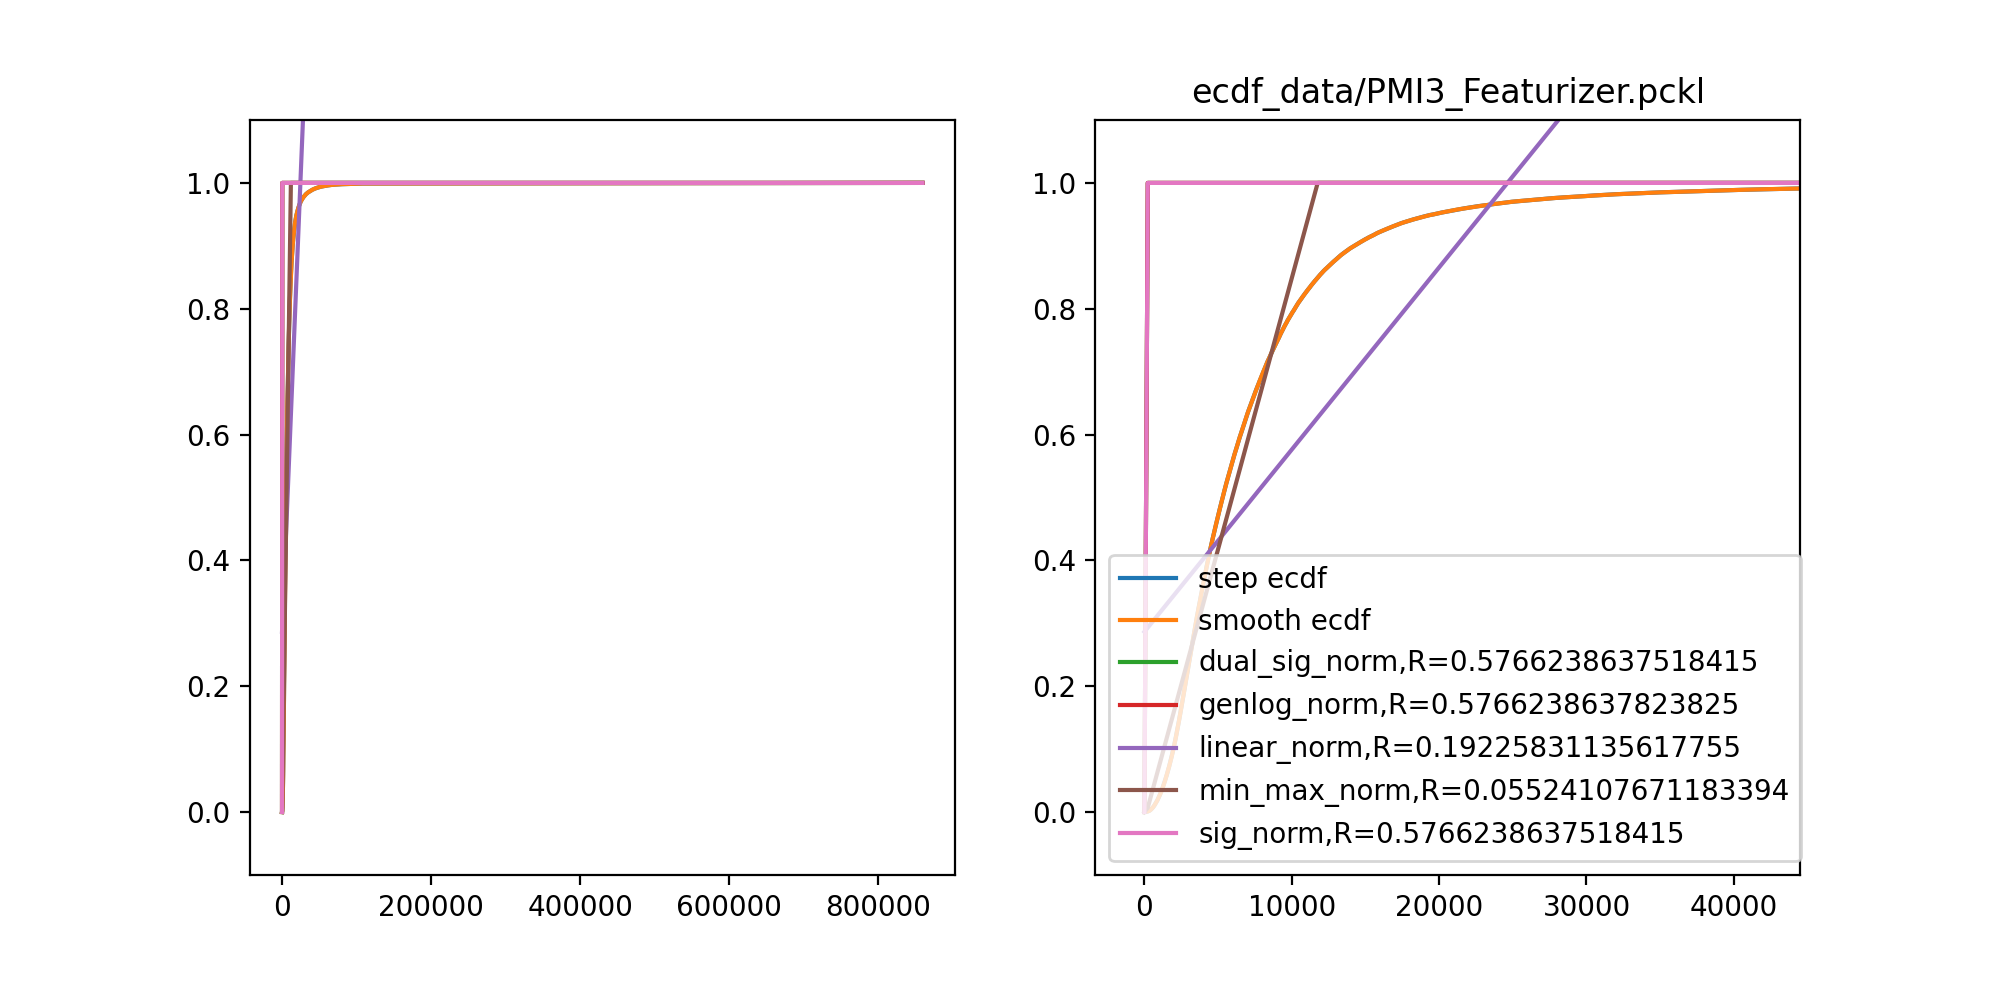 ecdf_data/PMI3_Featurizer.pckl
1.0
0.8
0.6
0.4
0.2
0.0
0 200000 400000 600000 800000
1.0
0.8
0.6
0.4
0.2
0.0
step ecdf
smooth ecdf
dual_sig_norm,R=0.5766238637518415
genlog_norm,R=0.5766238637823825
linear_norm,R=0.19225831135617755
min_max_norm,R=0.05524107671183394
sig_norm,R=0.5766238637518415
0 10000 20000 30000 40000